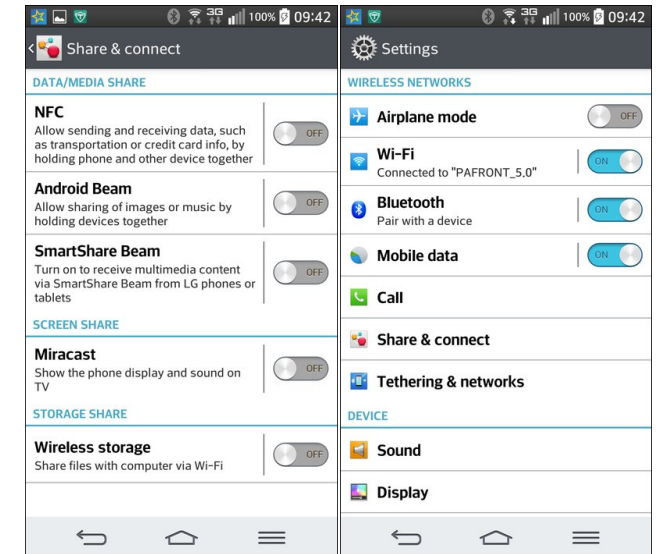 3G 100% 09:42
Share & connect
DATA/MEDIA SHARE
NFC
Allow sending and receiving data, such
as transportation or credit card info, by
holding phone and other device together
OFF
Android Beam
Allow sharing of images or music by
holding devices together
OFF
SmartShare Beam
Turn on to receive multimedia content
via SmartShare Beam from LG phones or
tablets
OFF
SCREEN SHARE
Miracast
Show the phone display and sound on
TV
OFF
STORAGE SHARE
Wireless storage
Share files with computer via Wi-Fi
OFF
3G 100% 09:42
Settings
WIRELESS NETWORKS
Airplane mode
OFF
Wi-Fi
Connected to "PAFRONT_5.0"
ON
Bluetooth
Pair with a device
ON
Mobile data
ON
Call
Share & connect
Tethering & networks
DEVICE
Sound
Display